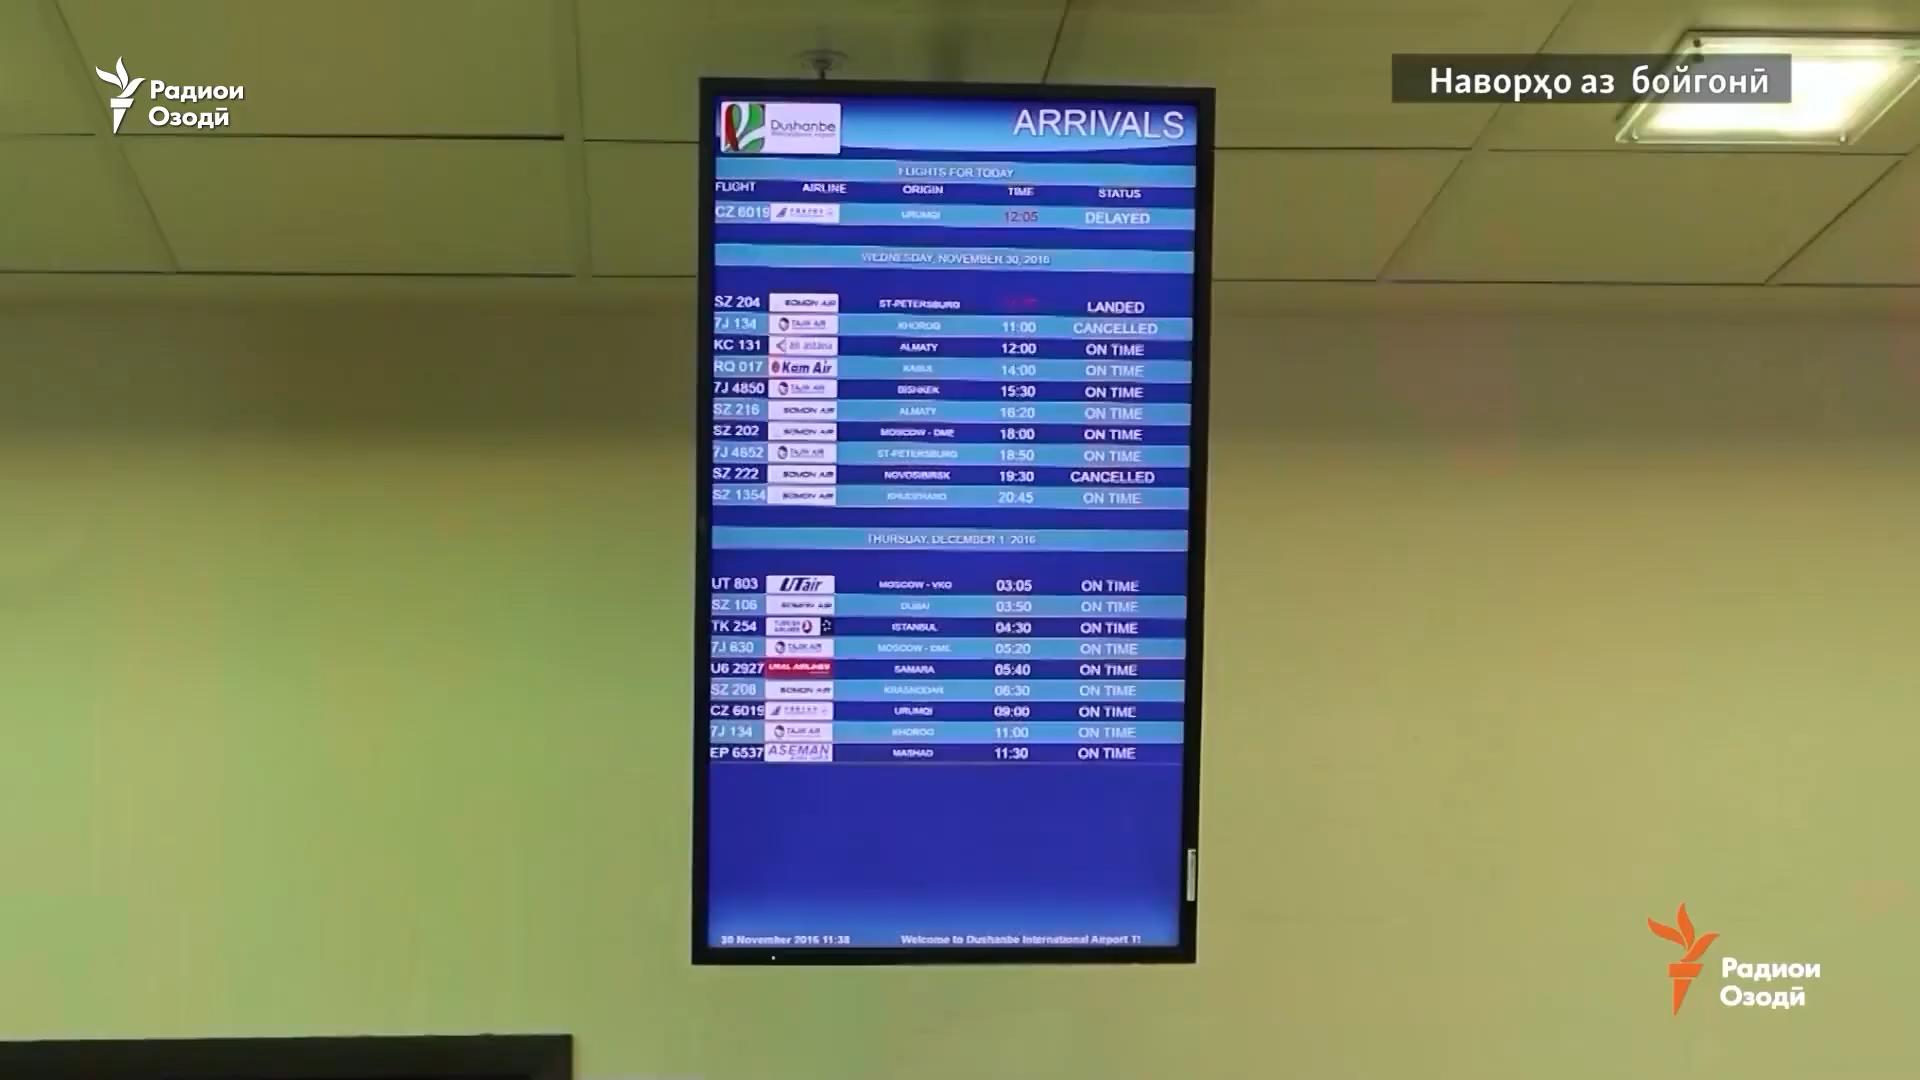 Радиои
Озодӣ
Наворҳо аз бойгонӣ
Dushanbe
ARRIVALS
FLIGHTS FOR TODAY
FLIGHT AIRLINE ORIGIN TIME STATUS
CZ 6019 URUMQI 12:05 DELAYED
WEDNESDAY, NOVEMBER 30, 2016
SZ 204 SOMON AIR ST-PETERSBURG LANDED
7J 134 TAJIK AIR KHOROG 11:00 CANCELLED
KC 131 air astana ALMATY 12:00 ON TIME
RQ 017 Kam Air KABUL 14:00 ON TIME
7J 4850 TAJIK AIR BISHKEK 15:30 ON TIME
SZ 216 SOMON AIR ALMATY 16:20 ON TIME
SZ 202 SOMON AIR MOSCOW - DME 18:00 ON TIME
7J 4652 TAJIK AIR ST-PETERSBURG 18:50 ON TIME
SZ 222 SOMON AIR NOVOSIBIRSK 19:30 CANCELLED
SZ 1354 SOMON AIR KHUDZHAND 20:45 ON TIME
THURSDAY, DECEMBER 1, 2016
UT 803 UTair MOSCOW - VKO 03:05 ON TIME
SZ 106 SOMON AIR DUBAI 03:50 ON TIME
TK 254 TURKISH AIRLINES ISTANBUL 04:30 ON TIME
7J 630 TAJIK AIR MOSCOW - DME 05:20 ON TIME
U6 2927 URAL AIRLINES SAMARA 05:40 ON TIME
SZ 208 SOMON AIR KRASNODAR 06:30 ON TIME
CZ 6019 URUMQI 09:00 ON TIME
7J 134 TAJIK AIR KHOROG 11:00 ON TIME
EP 6537 ASEMAN MASHAD 11:30 ON TIME
30 November 2016 11:38 Welcome to Dushanbe International Airport T!
Радиои
Озодӣ